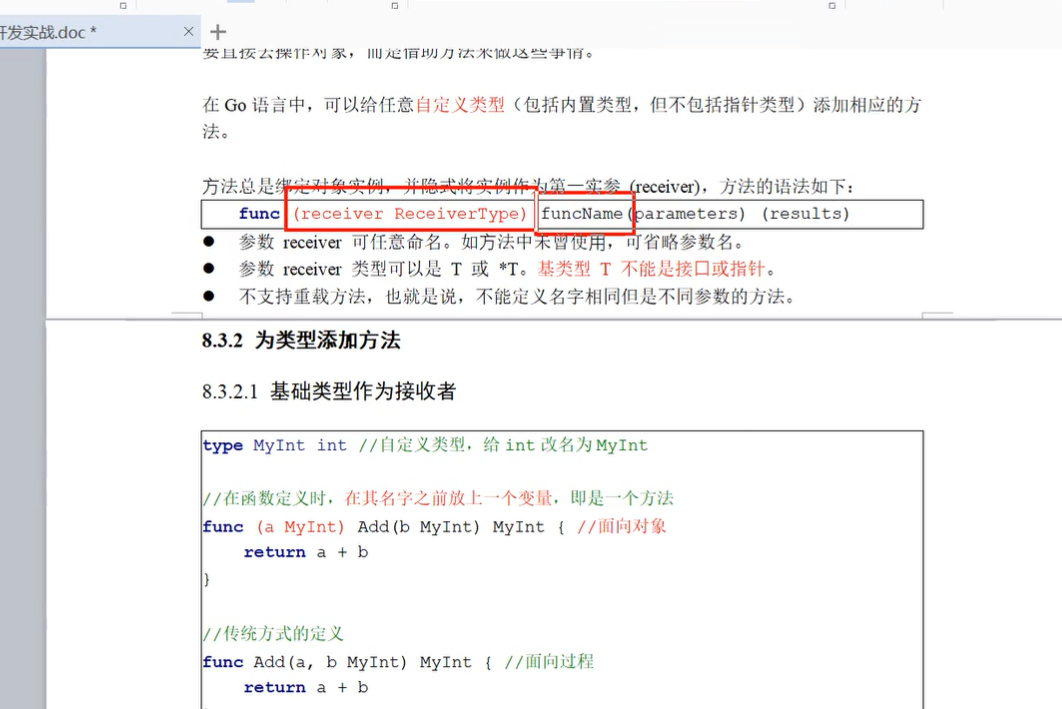 开发实战.doc *
要直接去操作对象，而是借助方法来做这些事情。
在 Go 语言中，可以给任意自定义类型（包括内置类型，但不包括指针类型）添加相应的方
法。
方法总是绑定对象实例，并隐式将实例作为第一实参 (receiver)，方法的语法如下：
func (receiver ReceiverType) funcName(parameters) (results)
● 参数 receiver 可任意命名。如方法中未曾使用，可省略参数名。
● 参数 receiver 类型可以是 T 或 *T。基类型 T 不能是接口或指针。
● 不支持重载方法，也就是说，不能定义名字相同但是不同参数的方法。
8.3.2 为类型添加方法
8.3.2.1 基础类型作为接收者
type MyInt int //自定义类型，给 int 改名为 MyInt
//在函数定义时，在其名字之前放上一个变量，即是一个方法
func (a MyInt) Add(b MyInt) MyInt { //面向对象
return a + b
}
//传统方式的定义
func Add(a, b MyInt) MyInt { //面向过程
return a + b